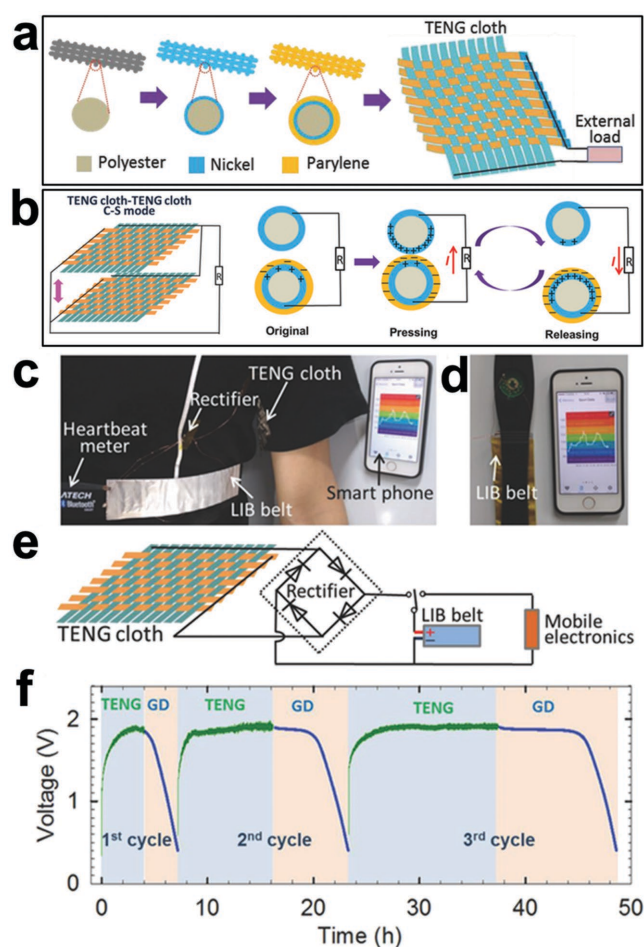 a
TENG cloth
External
load
Polyester
Nickel
Parylene
b
TENG cloth-TENG cloth
C-S mode
R
R
I
R
I
R
Original
Pressing
Releasing
c
TENG cloth
Rectifier
Heartbeat
meter
ATECH
Bluetooth
LIB belt
Smart phone
d
LIB belt
e
Rectifier
TENG cloth
LIB belt
Mobile
electronics
f
TENG GD TENG GD TENG GD
Voltage (V)
2
1
0
1st cycle 2nd cycle 3rd cycle
0 10 20 30 40 50
Time (h)